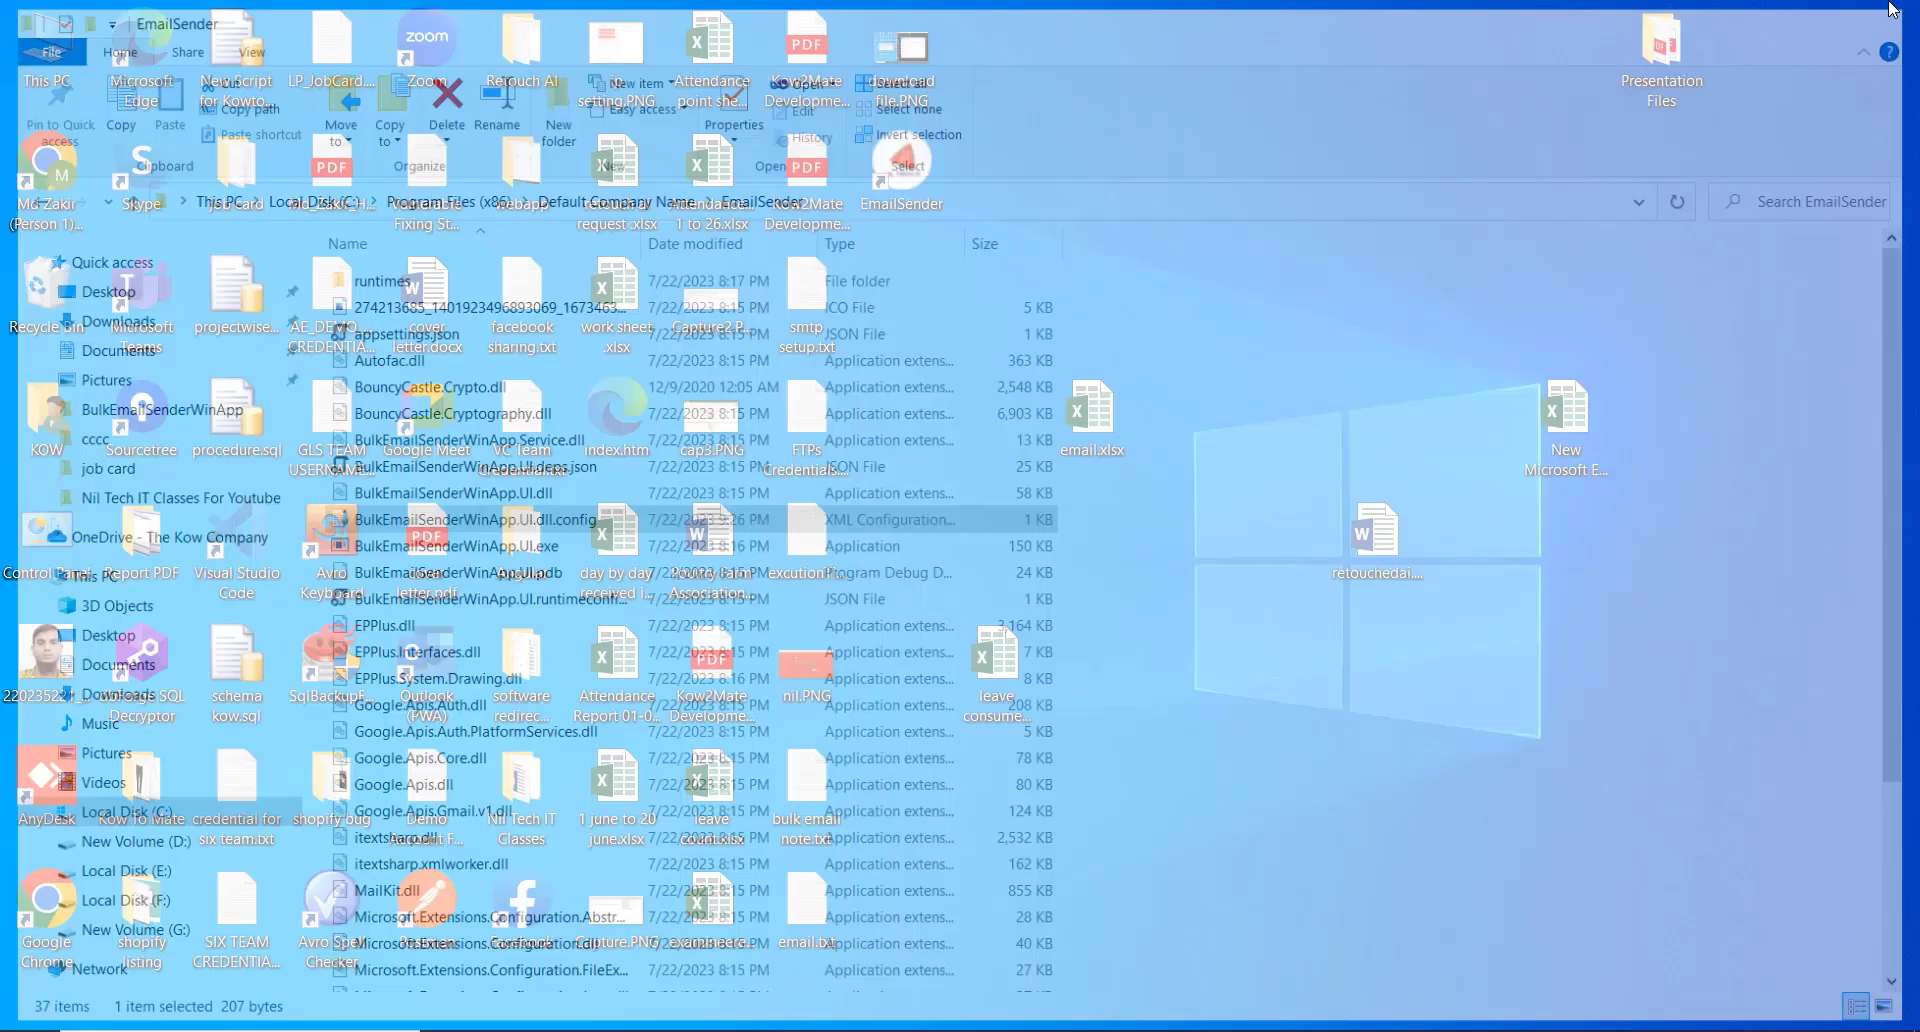 EmailSender
File
Home
Share
View
New item
Easy access
Open
Select all
Edit
Select none
History
Invert selection
Cut
Copy path
Paste shortcut
Pin to Quick access
Copy
Paste
Move to
Copy to
Delete
Rename
New folder
Properties
Clipboard
Organize
New
Open
Select
This PC
Local Disk (C:)
Program Files (x86)
Default Company Name
EmailSender
Search EmailSender
Name
Date modified
Type
Size
Quick access
Desktop
Downloads
Documents
Pictures
BulkEmailSenderWinApp
cccc
job card
Nil Tech IT Classes For Youtube
OneDrive - The Kow Company
This PC
3D Objects
Desktop
Documents
Downloads
Music
Pictures
Videos
Local Disk (C:)
New Volume (D:)
Local Disk (E:)
Local Disk (F:)
New Volume (G:)
Network
runtimes 7/22/2023 8:17 PM File folder
274213685_1401923496893069_1673463... 7/22/2023 8:15 PM ICO File 5 KB
appsettings.json 7/22/2023 8:15 PM JSON File 1 KB
Autofac.dll 7/22/2023 8:15 PM Application extens... 363 KB
BouncyCastle.Crypto.dll 12/9/2020 12:05 AM Application extens... 2,548 KB
BouncyCastle.Cryptography.dll 7/22/2023 8:15 PM Application extens... 6,903 KB
BulkEmailSenderWinApp.Service.dll 7/22/2023 8:15 PM Application extens... 13 KB
BulkEmailSenderWinApp.UI.deps.json 7/22/2023 8:15 PM JSON File 25 KB
BulkEmailSenderWinApp.UI.dll 7/22/2023 8:15 PM Application extens... 58 KB
BulkEmailSenderWinApp.UI.dll.config 7/22/2023 9:26 PM XML Configuration... 1 KB
BulkEmailSenderWinApp.UI.exe 7/22/2023 8:16 PM Application 150 KB
BulkEmailSenderWinApp.UI.pdb 7/22/2023 8:16 PM Program Debug D... 24 KB
BulkEmailSenderWinApp.UI.runtimeconfi... 7/22/2023 8:15 PM JSON File 1 KB
EPPlus.dll 7/22/2023 8:15 PM Application extens... 3,164 KB
EPPlus.Interfaces.dll 7/22/2023 8:16 PM Application extens... 7 KB
EPPlus.System.Drawing.dll 7/22/2023 8:16 PM Application extens... 8 KB
Google.Apis.Auth.dll 7/22/2023 8:15 PM Application extens... 208 KB
Google.Apis.Auth.PlatformServices.dll 7/22/2023 8:15 PM Application extens... 5 KB
Google.Apis.Core.dll 7/22/2023 8:15 PM Application extens... 78 KB
Google.Apis.dll 7/22/2023 8:15 PM Application extens... 80 KB
Google.Apis.Gmail.v1.dll 7/22/2023 8:15 PM Application extens... 124 KB
itextsharp.dll 7/22/2023 8:15 PM Application extens... 2,532 KB
itextsharp.xmlworker.dll 7/22/2023 8:15 PM Application extens... 162 KB
MailKit.dll 7/22/2023 8:15 PM Application extens... 855 KB
Microsoft.Extensions.Configuration.Abstr... 7/22/2023 8:15 PM Application extens... 28 KB
Microsoft.Extensions.Configuration.dll 7/22/2023 8:15 PM Application extens... 40 KB
Microsoft.Extensions.Configuration.FileEx... 7/22/2023 8:15 PM Application extens... 27 KB
37 items 1 item selected 207 bytes
This PC
Microsoft Edge
New Script for Kowto...
LP_JobCard....
zoom
Zoom
Retouch AI
ip setting.PNG
Attendance point she...
PDF
Kow2Mate Developme...
download file.PNG
Presentation Files
Md Zakir (Person 1)...
Skype
job card
PDF
Fixing St...
webapp
request .xlsx
1 to 26.xlsx
PDF
Kow2Mate Developme...
EmailSender
Recycle Bin
Microsoft Teams
projectwise...
AE_DEMO CREDENTIA...
cover letter.docx
facebook sharing.txt
work sheet .xlsx
Capture2.P...
smtp setup.txt
KOW
Sourcetree
procedure.sql
GLS TEAM USERNAME...
Google Meet
VC Team
index.htm
cap3.PNG
FTPs Credentials....
email.xlsx
New Microsoft E...
Control Panel
Report PDF
Visual Studio Code
Avro Keyboard
PDF
letter.pdf
day by day received i...
Association...
retouchedai....
Decryptor
schema kow.sql
SqlBackupF...
Outlook (PWA)
software redirec...
Attendance Report 01-0...
PDF
Kow2Mate Developme...
nil.PNG
leave consume...
AnyDesk
Kow To Mate
credential for six team.txt
shopify bug
Demo
Nil Tech IT Classes
1 june to 20 june.xlsx
leave count.xlsx
bulk email note.txt
Google Chrome
shopify listing
SIX TEAM CREDENTIA...
Avro Spell Checker
Capture.PNG
email.txt